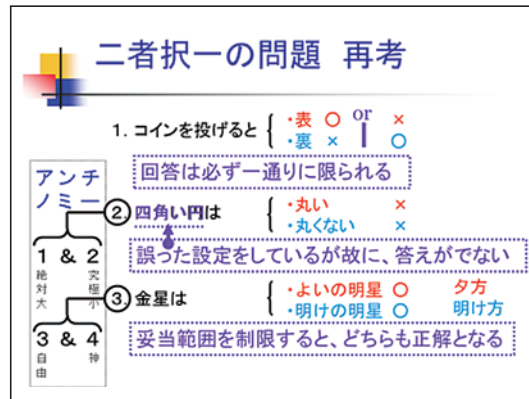 二者択一の問題 再考
1. コインを投げると
・表 ○ or ×
・裏 × ○
回答は必ず一通りに限られる
アンチノミー
② 四角い円は
・丸い ×
・丸くない ×
誤った設定をしているが故に、答えがでない
1 & 2
絶対大 究極小
③ 金星は
・よいの明星 ○ 夕方
・明けの明星 ○ 明け方
妥当範囲を制限すると、どちらも正解となる
3 & 4
自由 神